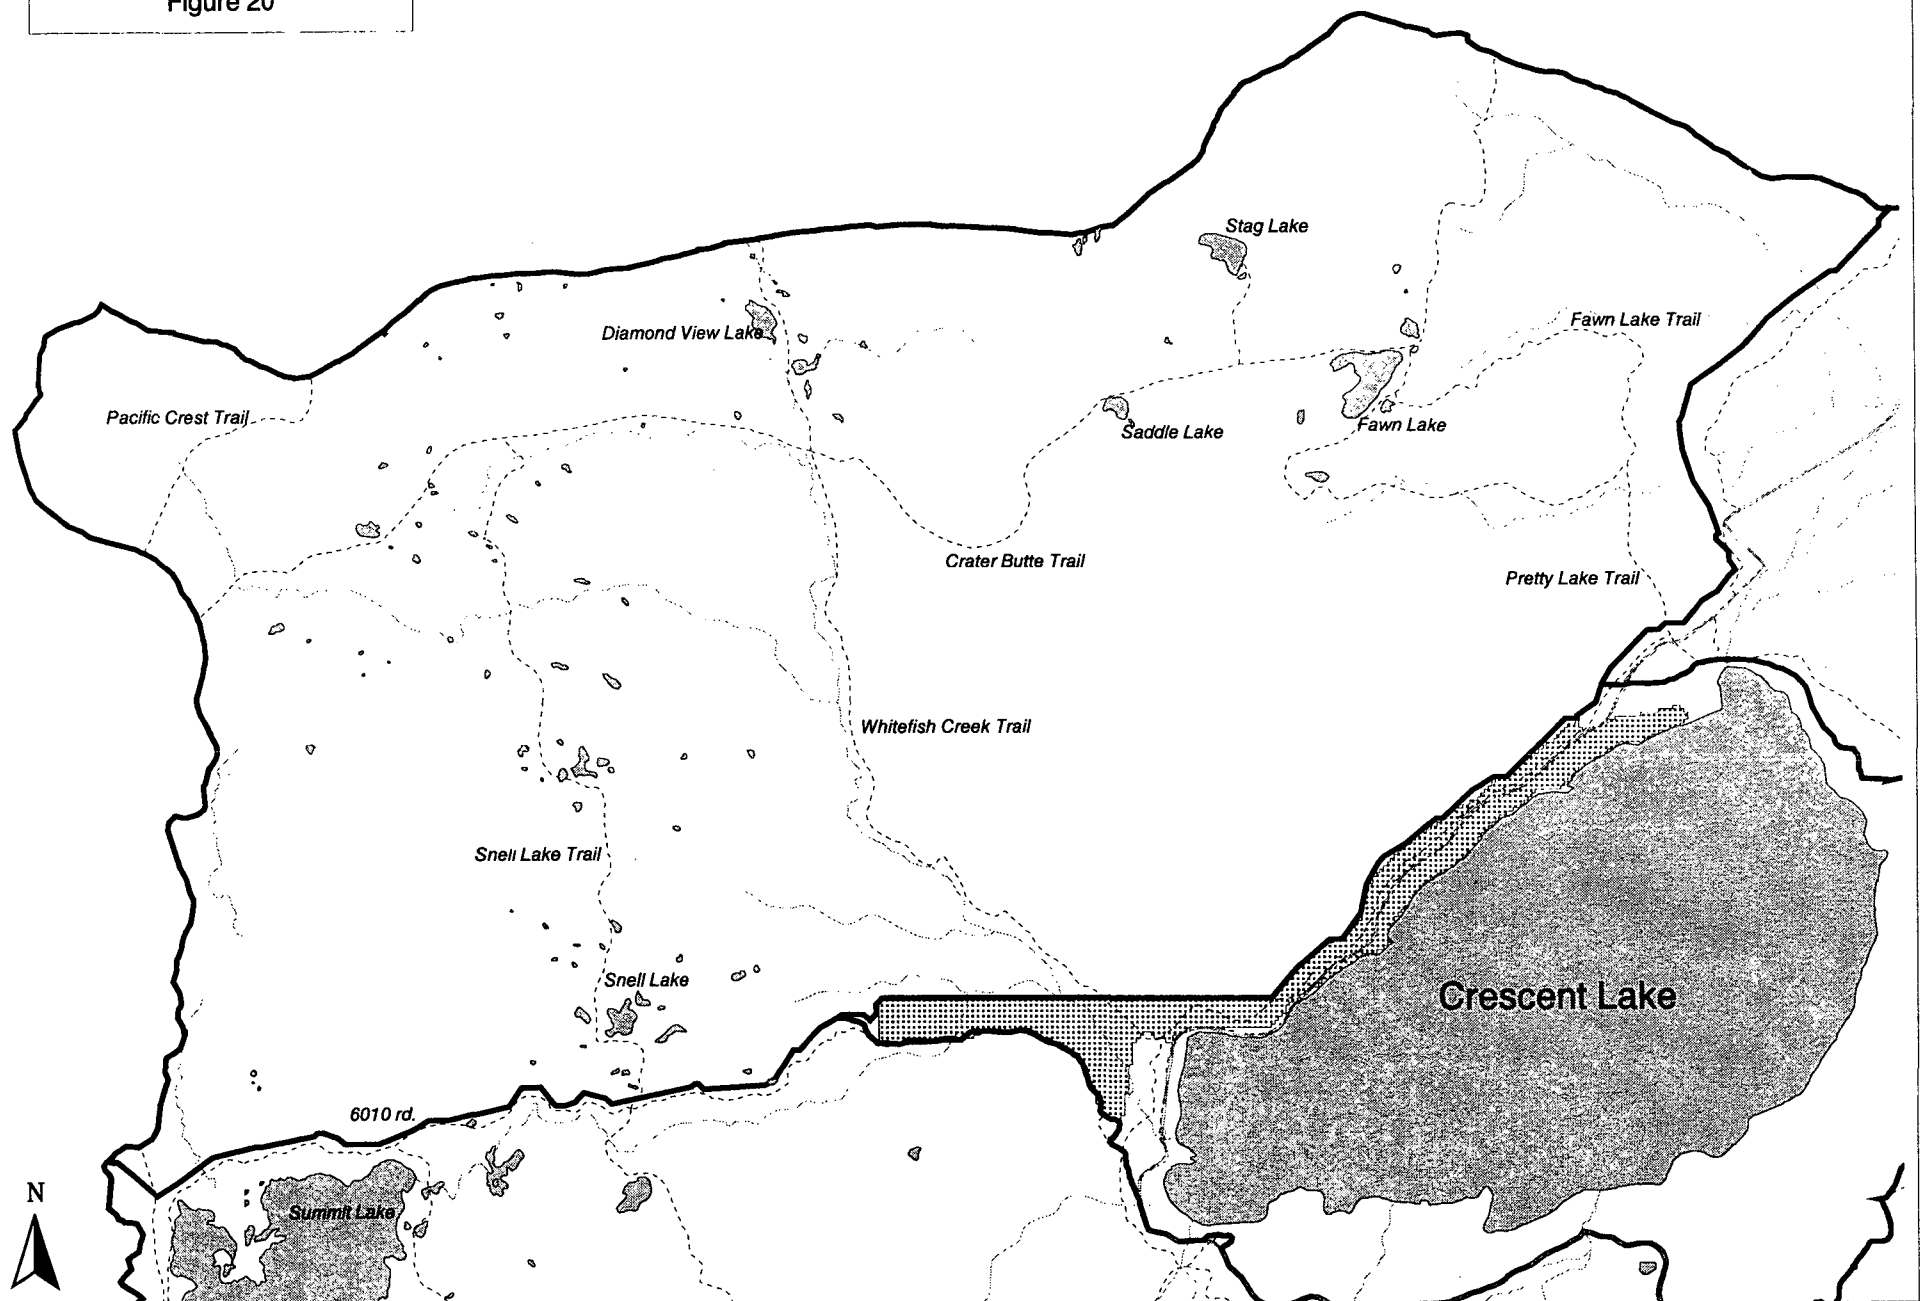 Figure 20
Stag Lake
Fawn Lake Trail
Diamond View Lake
Pacific Crest Trail
Saddle Lake
Fawn Lake
Crater Butte Trail
Pretty Lake Trail
Whitefish Creek Trail
Snell Lake Trail
Snell Lake
Crescent Lake
6010 rd.
N
Summit Lake